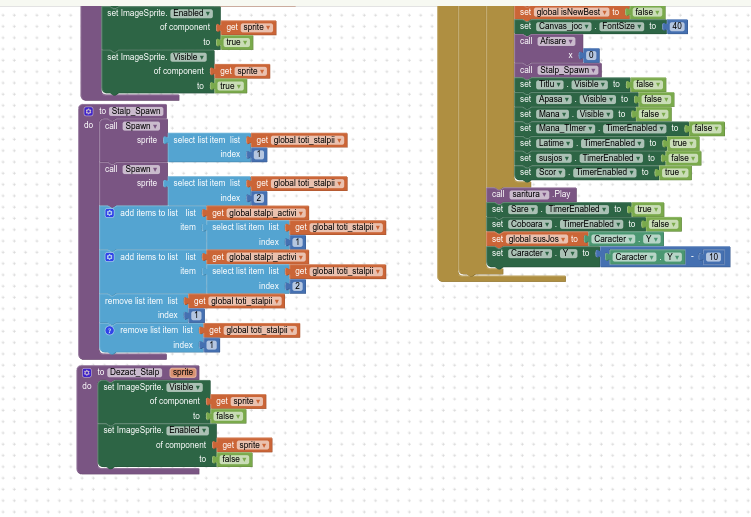 set ImageSprite. Enabled
of component get sprite
to true
set ImageSprite. Visible
of component get sprite
to true
to Stalp_Spawn
do call Spawn
sprite select list item list get global toti_stalpii
index 1
call Spawn
sprite select list item list get global toti_stalpii
index 2
add items to list list get global stalpi_activi
item select list item list get global toti_stalpii
index 1
add items to list list get global stalpi_activi
item select list item list get global toti_stalpii
index 2
remove list item list get global toti_stalpii
index 1
? remove list item list get global toti_stalpii
index 1
to Dezact_Stalp sprite
do set ImageSprite. Visible
of component get sprite
to false
set ImageSprite. Enabled
of component get sprite
to false
set global isNewBest to false
set Canvas_joc . FontSize to 40
call Afisare
x 0
call Stalp_Spawn
set Titlu . Visible to false
set Apasa . Visible to false
set Mana . Visible to false
set Mana_Timer . TimerEnabled to false
set Latime . TimerEnabled to true
set susjos . TimerEnabled to false
set Scor . TimerEnabled to true
call saritura .Play
set Sare . TimerEnabled to true
set Coboara . TimerEnabled to false
set global susJos to Caracter . Y
set Caracter . Y to Caracter . Y - 10